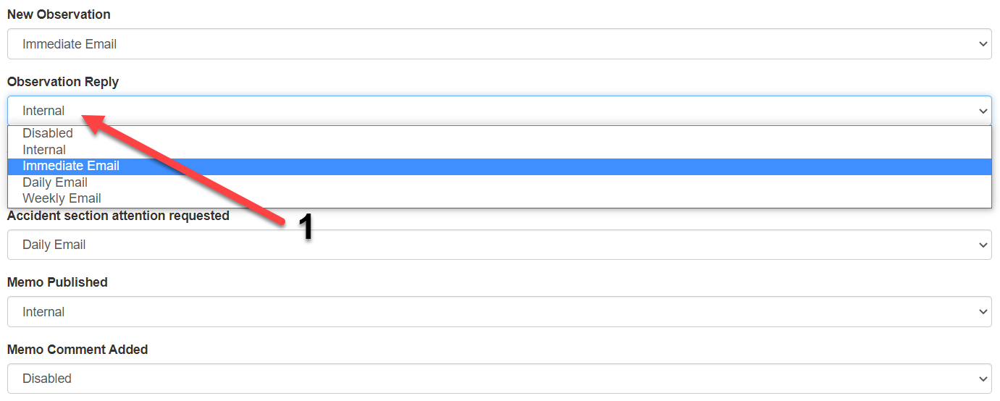 New Observation
Immediate Email
Observation Reply
Internal
Disabled
Internal
Immediate Email
Daily Email
Weekly Email
Accident section attention requested
1
Daily Email
Memo Published
Internal
Memo Comment Added
Disabled